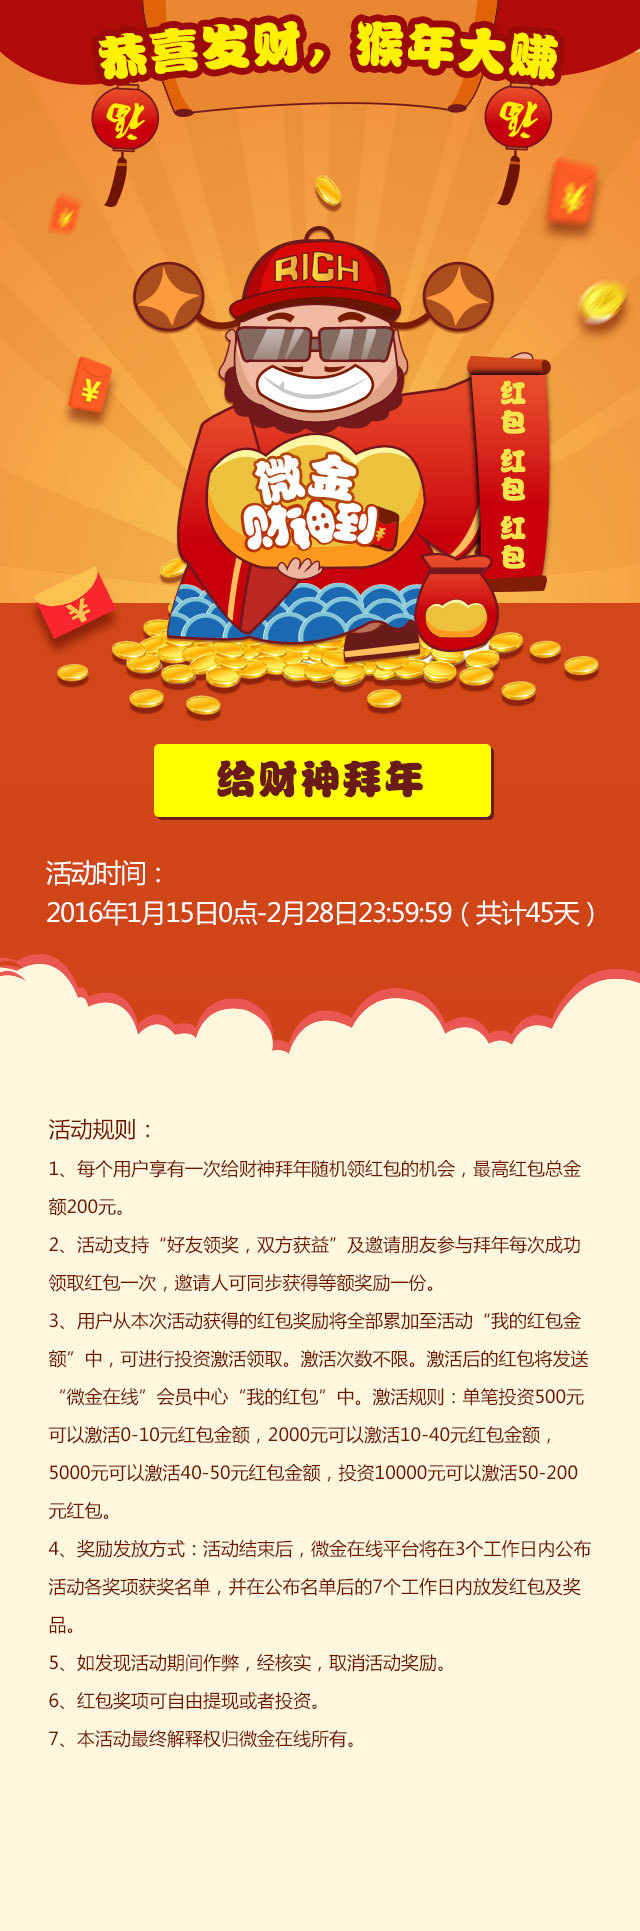 恭喜发财，猴年大赚
福
福
¥
¥
RICH
¥
红包 红包 红包
微金
财神到
¥
¥
给财神拜年
活动时间：
2016年1月15日0点-2月28日23:59:59（共计45天）
活动规则：
1、每个用户享有一次给财神拜年随机领红包的机会，最高红包总金
额200元。
2、活动支持“好友领奖，双方获益”及邀请朋友参与拜年每次成功
领取红包一次，邀请人可同步获得等额奖励一份。
3、用户从本次活动获得的红包奖励将全部累加至活动“我的红包金
额”中，可进行投资激活领取。激活次数不限。激活后的红包将发送
“微金在线”会员中心“我的红包”中。激活规则：单笔投资500元
可以激活0-10元红包金额，2000元可以激活10-40元红包金额，
5000元可以激活40-50元红包金额，投资10000元可以激活50-200
元红包。
4、奖励发放方式：活动结束后，微金在线平台将在3个工作日内公布
活动各奖项获奖名单，并在公布名单后的7个工作日内放发红包及奖
品。
5、如发现活动期间作弊，经核实，取消活动奖励。
6、红包奖项可自由提现或者投资。
7、本活动最终解释权归微金在线所有。